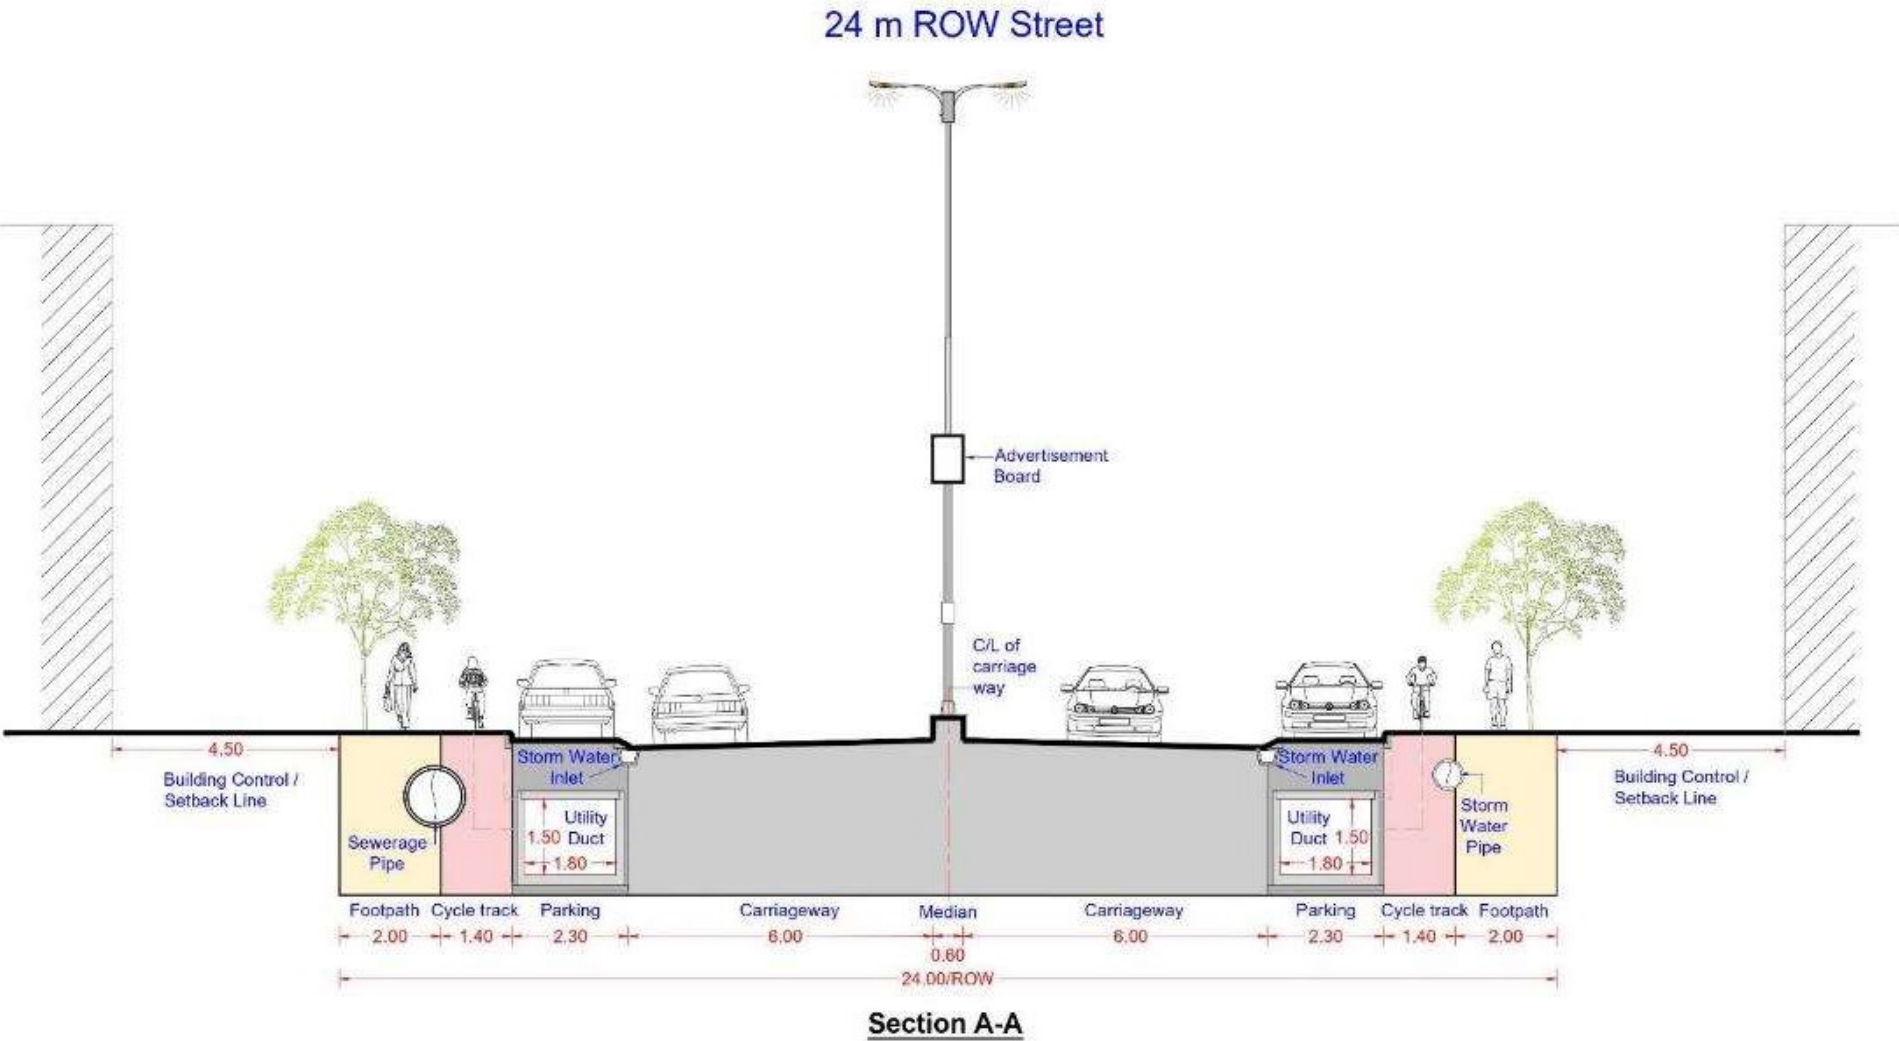 24 m ROW Street
Advertisement
Board
C/L of
carriage
way
4.50
Building Control /
Setback Line
Storm Water
Inlet
Storm Water
Inlet
4.50
Building Control /
Setback Line
Sewerage
Pipe
Utility
Duct
1.50
1.80
Utility
Duct
1.50
1.80
Storm
Water
Pipe
Footpath Cycle track Parking Carriageway Median Carriageway Parking Cycle track Footpath
2.00 1.40 2.30 6.00 0.60 6.00 2.30 1.40 2.00
24.00/ROW
Section A-A